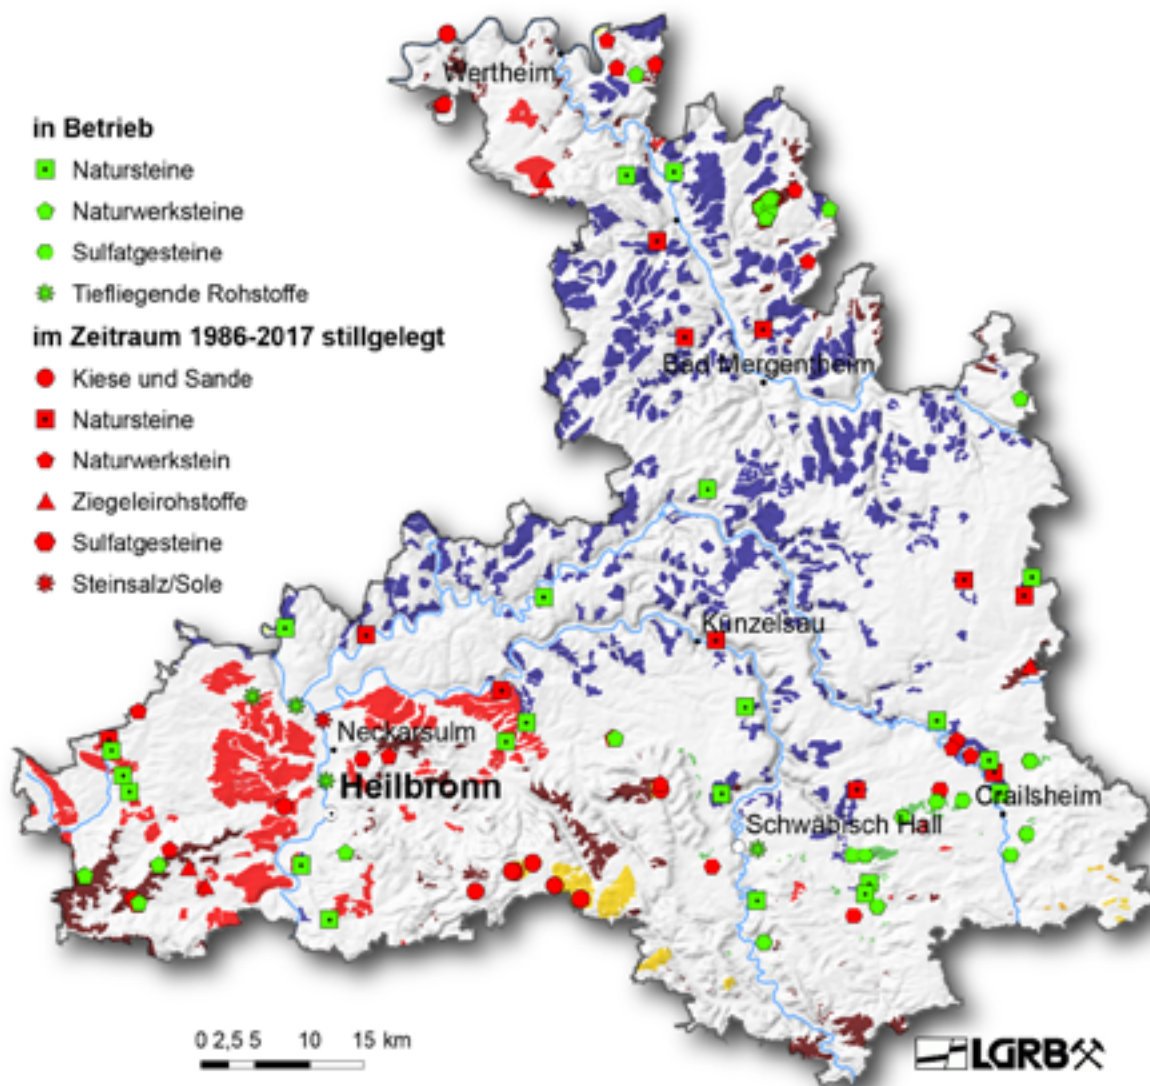 Wertheim
in Betrieb
Natursteine
Naturwerksteine
Sulfatgesteine
Tiefliegende Rohstoffe
im Zeitraum 1986-2017 stillgelegt
Kiese und Sande
Natursteine
Naturwerkstein
Ziegeleirohstoffe
Sulfatgesteine
Steinsalz/Sole
Bad Mergentheim
Künzelsau
Neckarsulm
Heilbronn
Crailsheim
Schwäbisch Hall
0 2,5 5 10 15 km
LGRB